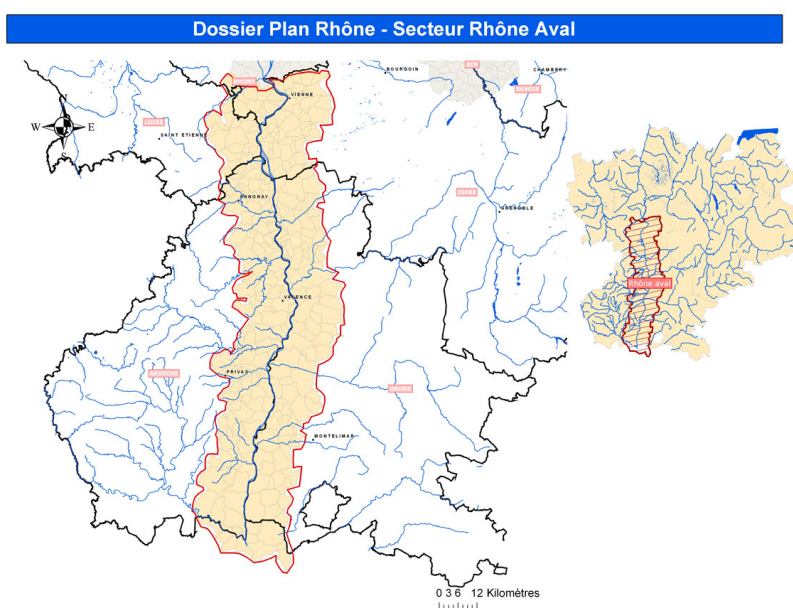 Dossier Plan Rhône - Secteur Rhône Aval
BOURGOIN
AIN
CHAMBERY
RHONE
SAVOIE
VIENNE
N
W E
S
LOIRE
SAINT ETIENNE
ANNONAY
ISERE
GRENOBLE
Rhône aval
VALENCE
ARDECHE
PRIVAS
DROME
MONTELIMAR
0 3 6 12 Kilomètres